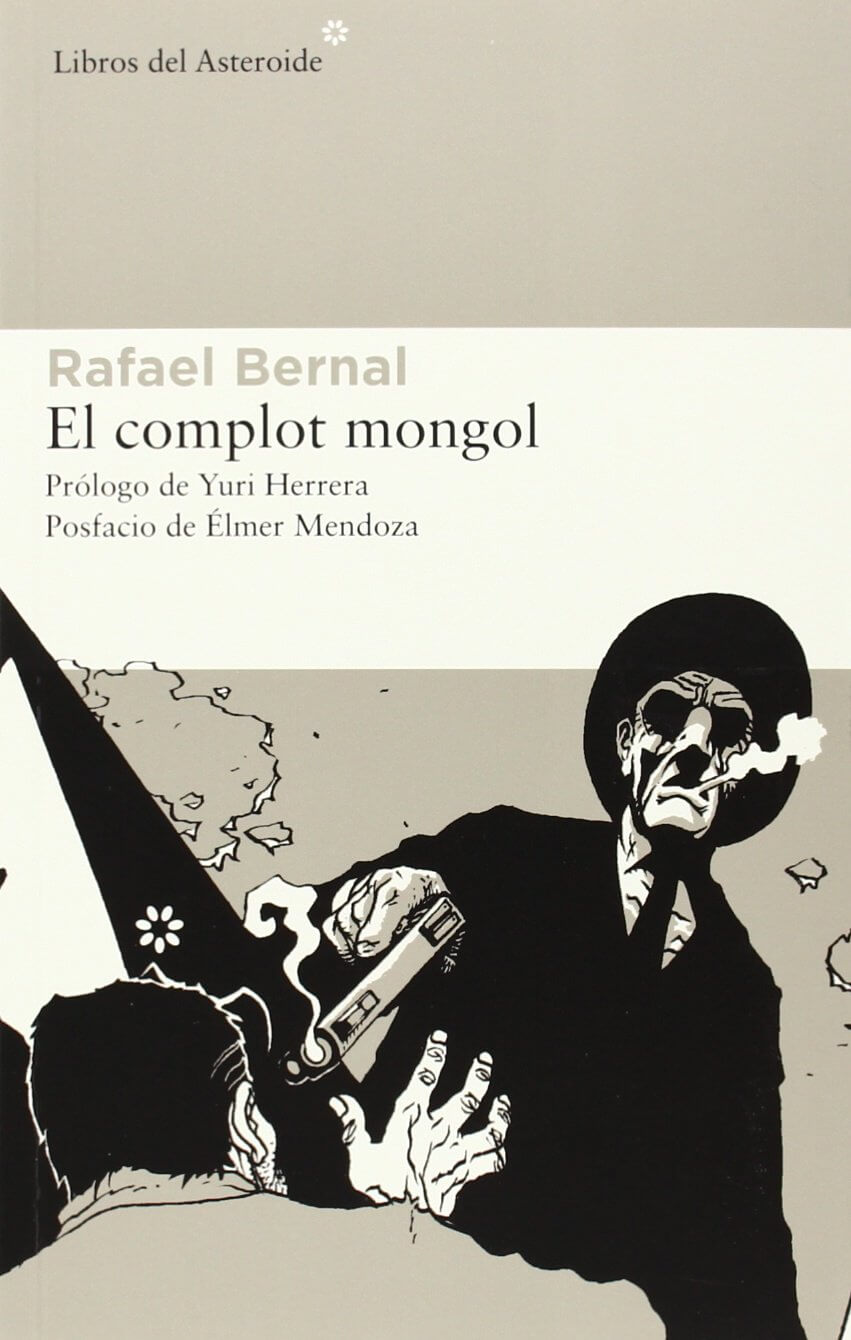 Libros del Asteroide
Rafael Bernal
El complot mongol
Prólogo de Yuri Herrera
Posfacio de Élmer Mendoza